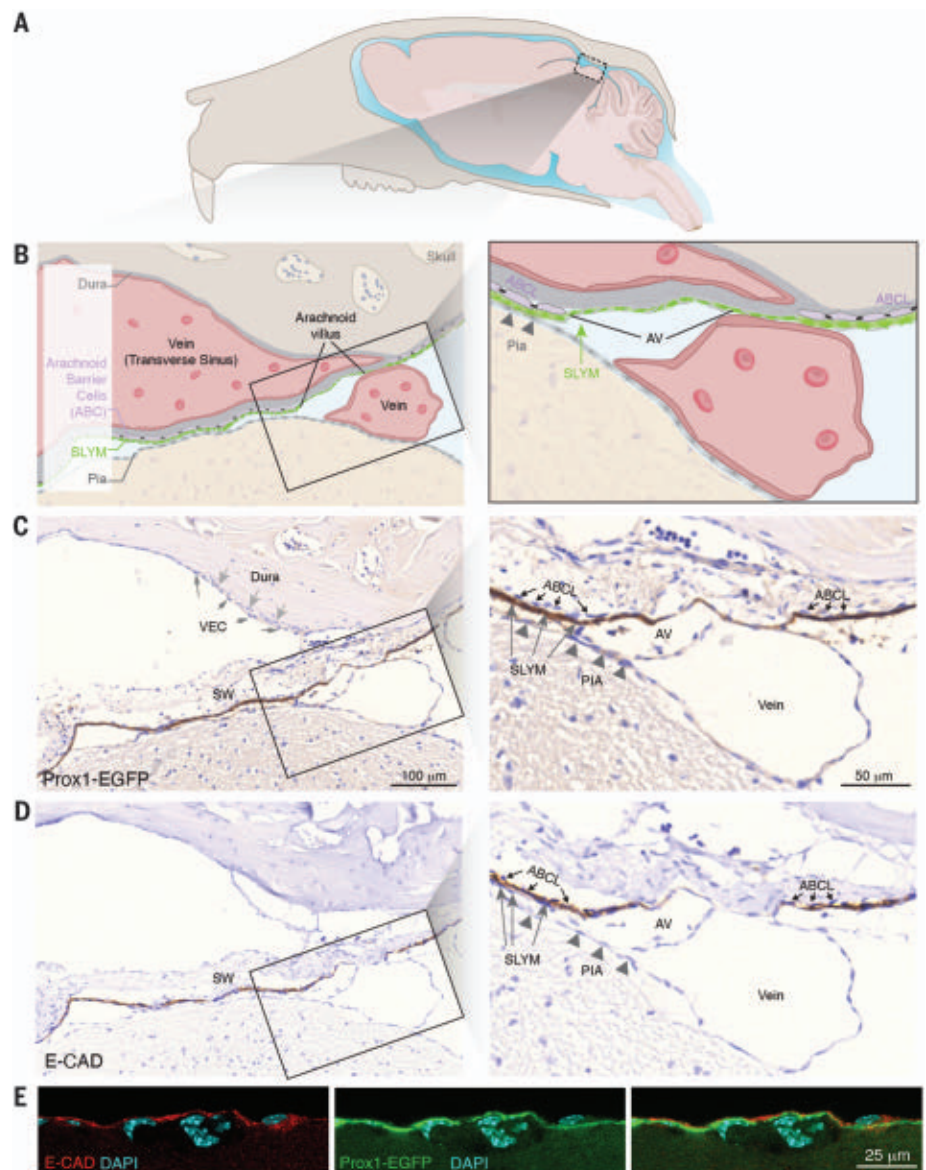 A
B
Skull
Dura
Arachnoid
villus
Vein
(Transverse Sinus)
Arachnoid
Barrier
Cells
(ABC)
Vein
SLYM
Pia
ABCL
ABCL
AV
Pia
SLYM
C
Dura
VEC
SW
Prox1-EGFP
100 μm
ABCL
ABCL
AV
SLYM
PIA
Vein
50 μm
D
SW
E-CAD
ABCL
ABCL
AV
SLYM
PIA
Vein
E
E-CAD DAPI
Prox1-EGFP DAPI
25 μm